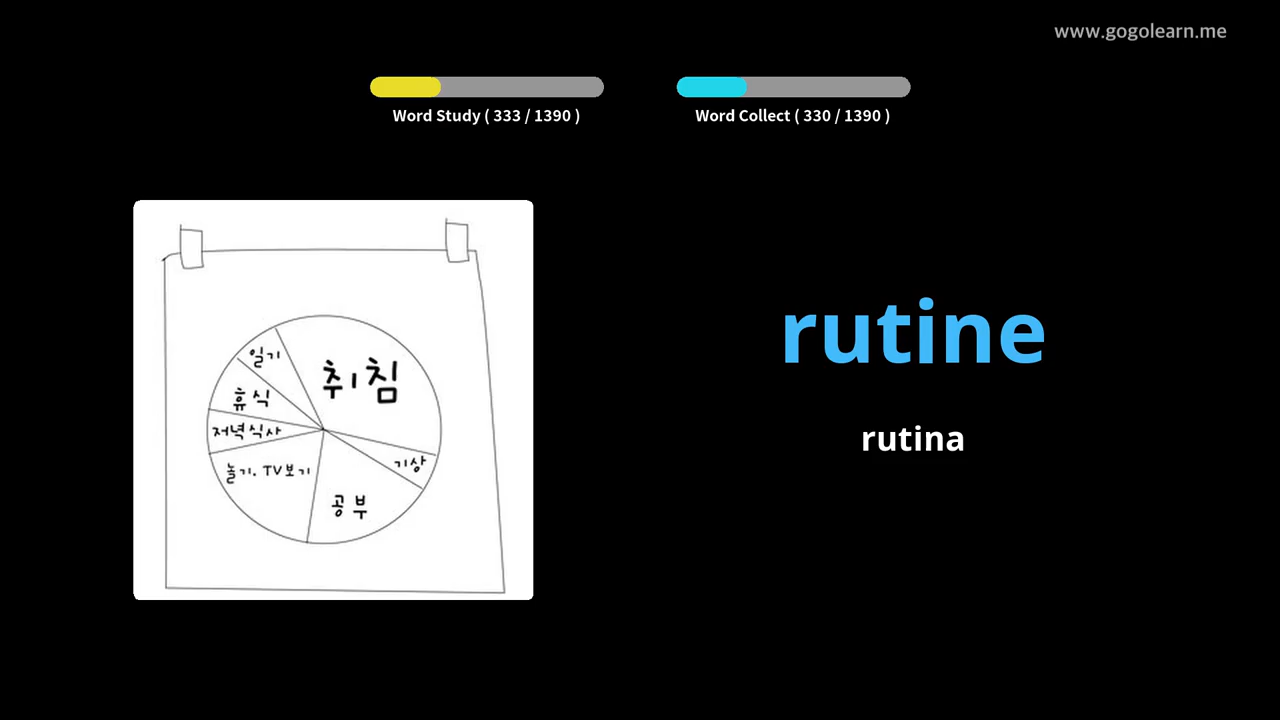 www.gogolearn.me
Word Study ( 333 / 1390 )
Word Collect ( 330 / 1390 )
일기
취침
휴식
저녁식사
기상
놀기. TV보기
공부
rutine
rutina